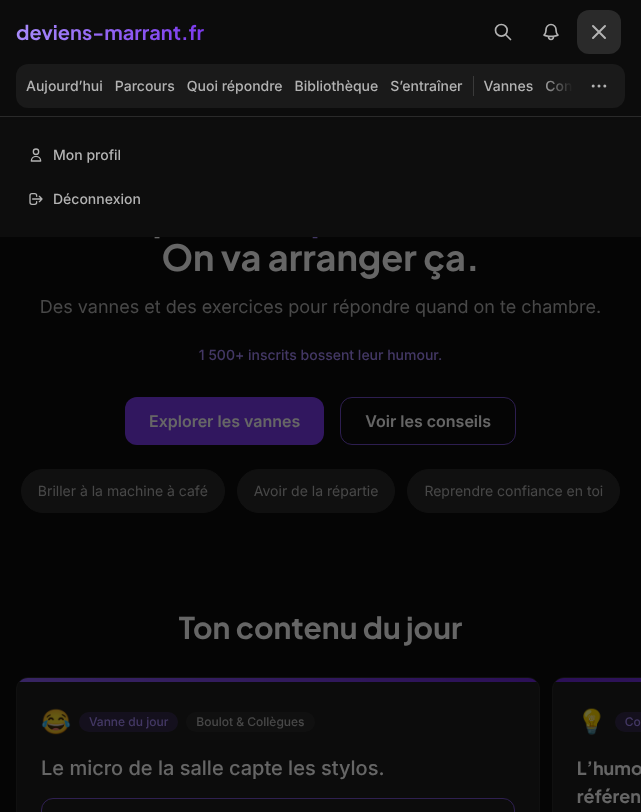 deviens-marrant.fr
Aujourd’hui Parcours Quoi répondre Bibliothèque S’entraîner Vannes Con
Mon profil
Déconnexion
On va arranger ça.
Des vannes et des exercices pour répondre quand on te chambre.
1 500+ inscrits bossent leur humour.
Explorer les vannes Voir les conseils
Briller à la machine à café Avoir de la répartie Reprendre confiance en toi
Ton contenu du jour
😂 Vanne du jour Boulot & Collègues 💡 Co
Le micro de la salle capte les stylos. L’humo
référen